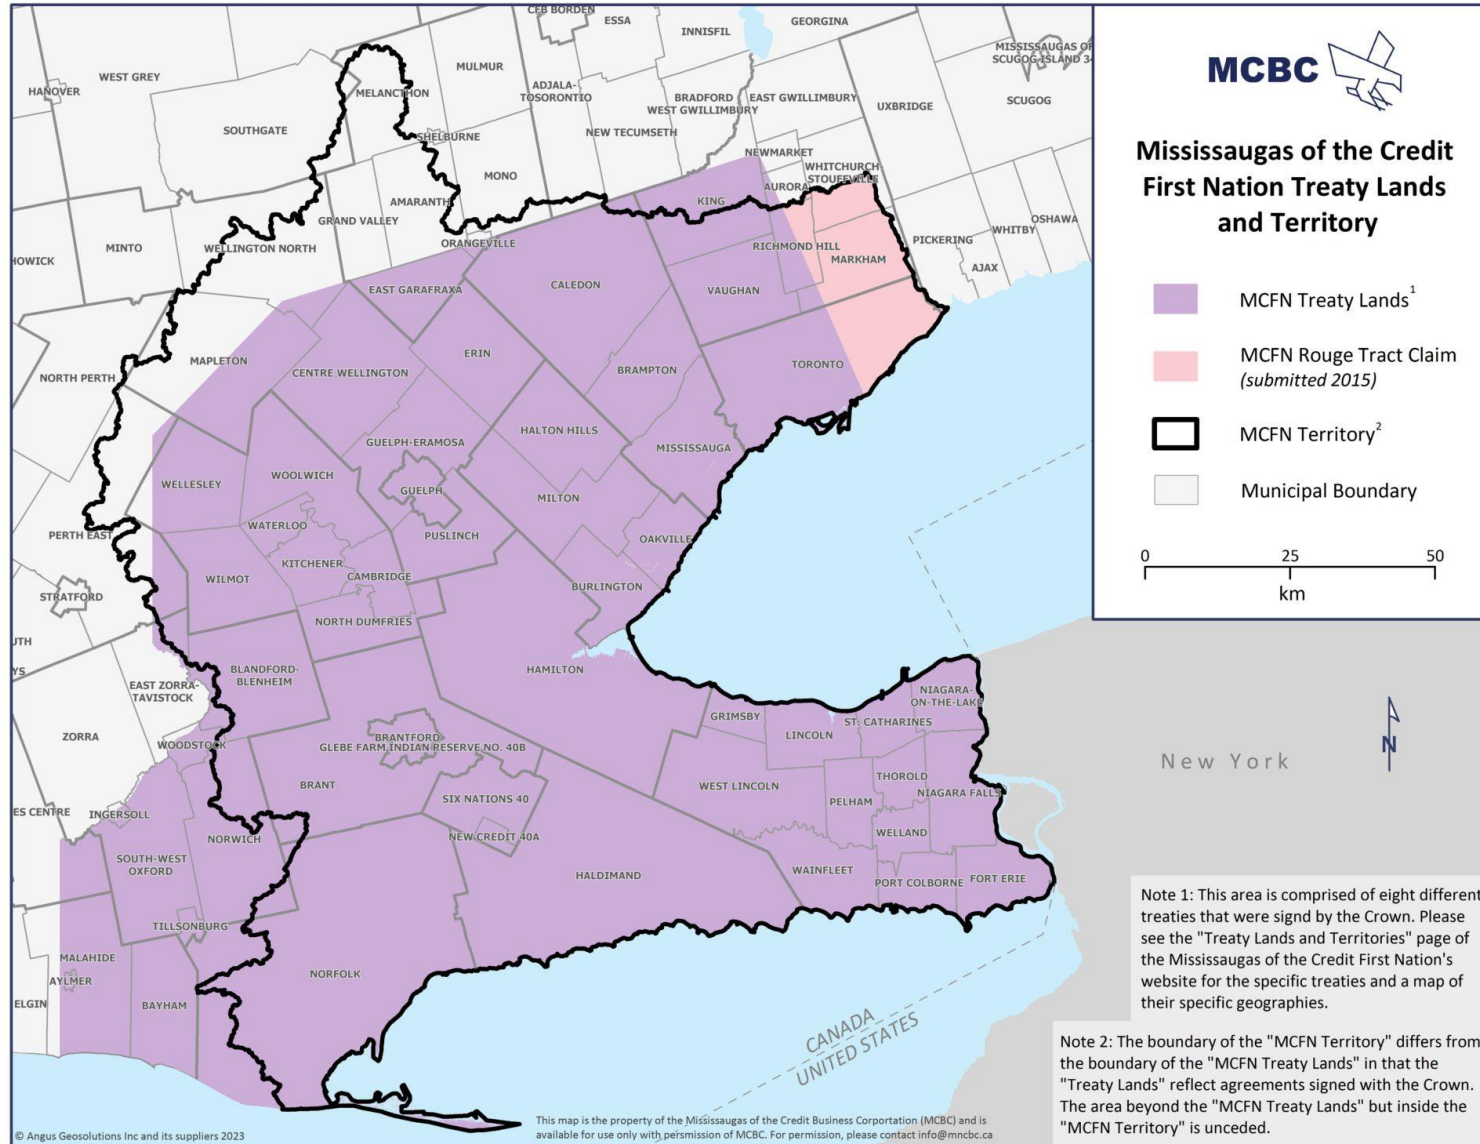 MCBC
Mississaugas of the Credit
First Nation Treaty Lands
and Territory
MCFN Treaty Lands1
MCFN Rouge Tract Claim
(submitted 2015)
MCFN Territory2
Municipal Boundary
0 25 50
km
N
CFB BORDEN
ESSA
INNISFIL
GEORGINA
MISSISSAUGAS OF
SCUGOG ISLAND 34
WEST GREY
HANOVER
MELANCTHON
MULMUR
ADJALA-
TOSORONTIO
BRADFORD
WEST GWILLIMBURY
EAST GWILLIMBURY
UXBRIDGE
SCUGOG
SOUTHGATE
SHELBURNE
NEW TECUMSETH
NEWMARKET
WHITCHURCH-
STOUFFVILLE
MONO
AURORA
KING
AMARANTH
GRAND VALLEY
MINTO
WELLINGTON NORTH
ORANGEVILLE
HOWICK
RICHMOND HILL
MARKHAM
PICKERING
WHITBY
OSHAWA
AJAX
EAST GARAFRAXA
CALEDON
VAUGHAN
MAPLETON
ERIN
NORTH PERTH
CENTRE WELLINGTON
BRAMPTON
TORONTO
GUELPH-ERAMOSA
HALTON HILLS
MISSISSAUGA
WELLESLEY
WOOLWICH
GUELPH
MILTON
WATERLOO
PERTH EAST
PUSLINCH
OAKVILLE
KITCHENER
WILMOT
CAMBRIDGE
BURLINGTON
STRATFORD
NORTH DUMFRIES
UTH
YS
BLANDFORD-
BLENHEIM
HAMILTON
EAST ZORRA-
TAVISTOCK
NIAGARA-
ON-THE-LAKE
GRIMSBY
ST. CATHARINES
LINCOLN
ZORRA
WOODSTOCK
BRANTFORD
GLEBE FARM INDIAN RESERVE NO. 40B
New York
BRANT
WEST LINCOLN
THOROLD
NIAGARA FALLS
PELHAM
SIX NATIONS 40
ES CENTRE
INGERSOLL
NORWICH
NEW CREDIT 40A
WELLAND
SOUTH-WEST
OXFORD
HALDIMAND
WAINFLEET
PORT COLBORNE
FORT ERIE
TILLSONBURG
MALAHIDE
AYLMER
NORFOLK
ELGIN
BAYHAM
CANADA
UNITED STATES
Note 1: This area is comprised of eight different
treaties that were signd by the Crown. Please
see the "Treaty Lands and Territories" page of
the Mississaugas of the Credit First Nation's
website for the specific treaties and a map of
their specific geographies.
Note 2: The boundary of the "MCFN Territory" differs from
the boundary of the "MCFN Treaty Lands" in that the
"Treaty Lands" reflect agreements signed with the Crown.
The area beyond the "MCFN Treaty Lands" but inside the
"MCFN Territory" is unceded.
This map is the property of the Mississaugas of the Credit Business Corportation (MCBC) and is
available for use only with permission of MCBC. For permission, please contact info@mncbc.ca
© Angus Geosolutions Inc and its suppliers 2023